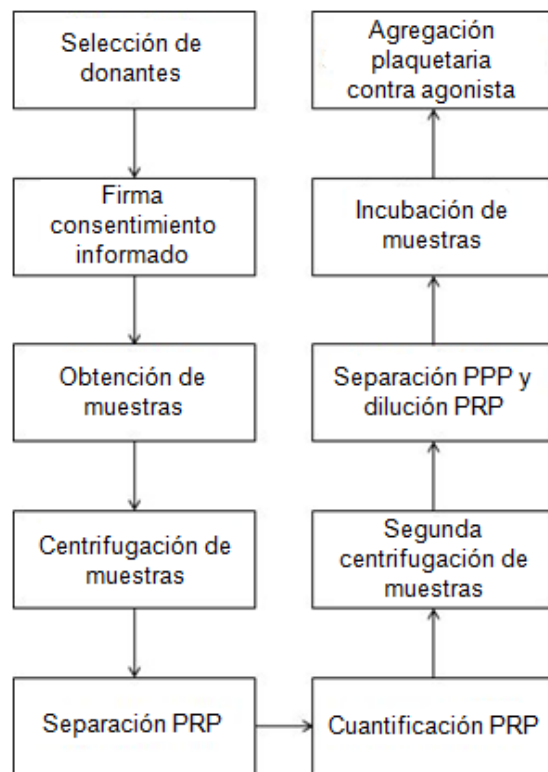 Selección de
donantes
Firma
consentimiento
informado
Obtención de
muestras
Centrifugación de
muestras
Separación PRP
Cuantificación PRP
Segunda
centrifugación de
muestras
Separación PPP y
dilución PRP
Incubación de
muestras
Agregación
plaquetaria
contra agonista